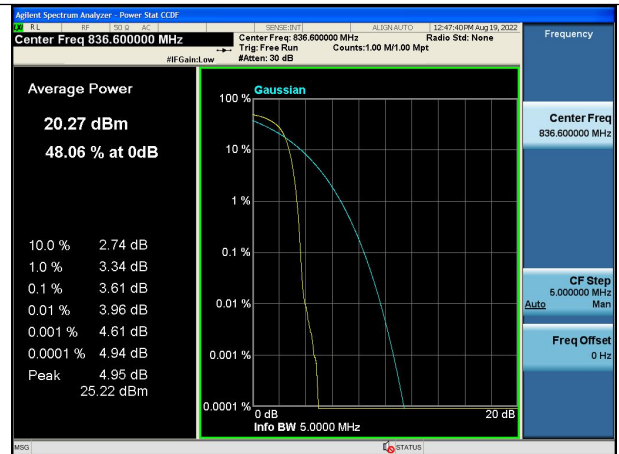 Agilent Spectrum Analyzer - Power Stat CCDF
RL RF 50 Ω AC SENSE:INT ALIGN AUTO 12:47:40PM Aug 19, 2022
Center Freq 836.600000 MHz
Center Freq: 836.600000 MHz Radio Std: None
Trig: Free Run Counts:1.00 M/1.00 Mpt
#IFGain:Low #Atten: 30 dB
Frequency
Average Power
20.27 dBm
48.06 % at 0dB
10.0 % 2.74 dB
1.0 % 3.34 dB
0.1 % 3.61 dB
0.01 % 3.96 dB
0.001 % 4.61 dB
0.0001 % 4.94 dB
Peak 4.95 dB
25.22 dBm
Gaussian
100 %
10 %
1 %
0.1 %
0.01 %
0.001 %
0.0001 %
0 dB 20 dB
Info BW 5.0000 MHz
Center Freq
836.600000 MHz
CF Step
5.000000 MHz
Auto Man
Freq Offset
0 Hz
MSG STATUS